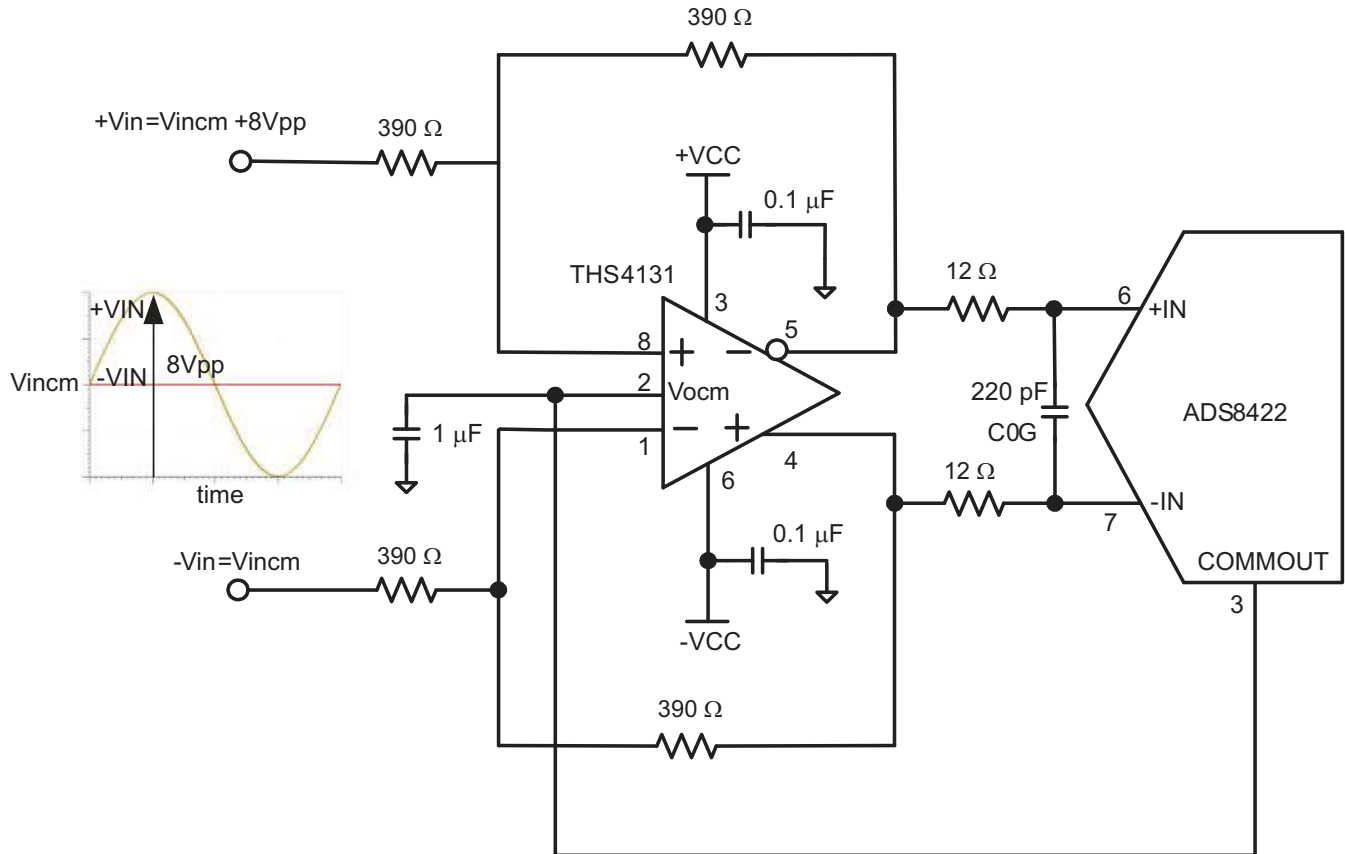 390 Ω
+Vin=Vincm +8Vpp
390 Ω
+VCC
0.1 μF
THS4131
3
12 Ω
6
+IN
5
8
+VIN
8Vpp
-VIN
Vincm
2
Vocm
220 pF
C0G
ADS8422
1 μF
1
4
12 Ω
6
time
-IN
7
0.1 μF
-Vin=Vincm
390 Ω
COMMOUT
3
-VCC
390 Ω